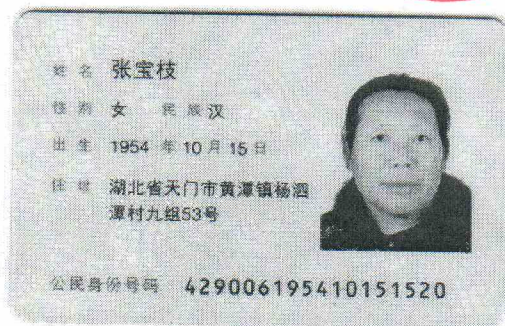 姓名 张宝枝
性别 女 民族 汉
出生 1954 年 10 月 15 日
住址 湖北省天门市黄潭镇杨泗
潭村九组53号
公民身份号码 429006195410151520